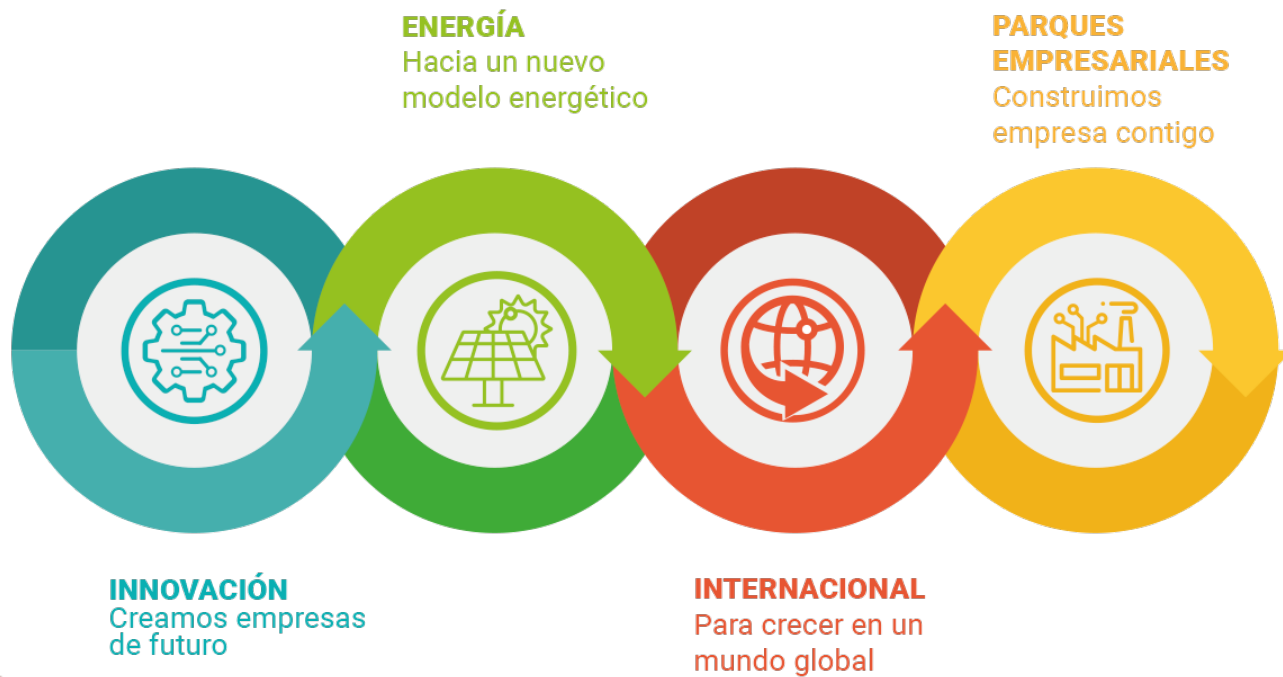 ENERGÍA
Hacia un nuevo
modelo energético
PARQUES
EMPRESARIALES
Construimos
empresa contigo
INNOVACIÓN
Creamos empresas
de futuro
INTERNACIONAL
Para crecer en un
mundo global